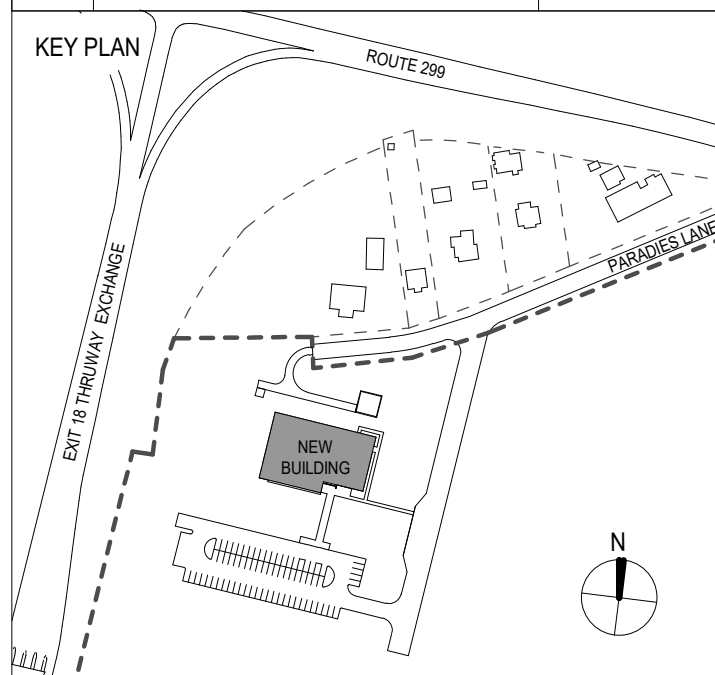 KEY PLAN
ROUTE 299
PARADIES LANE
EXIT 18 THRUWAY EXCHANGE
NEW
BUILDING
N